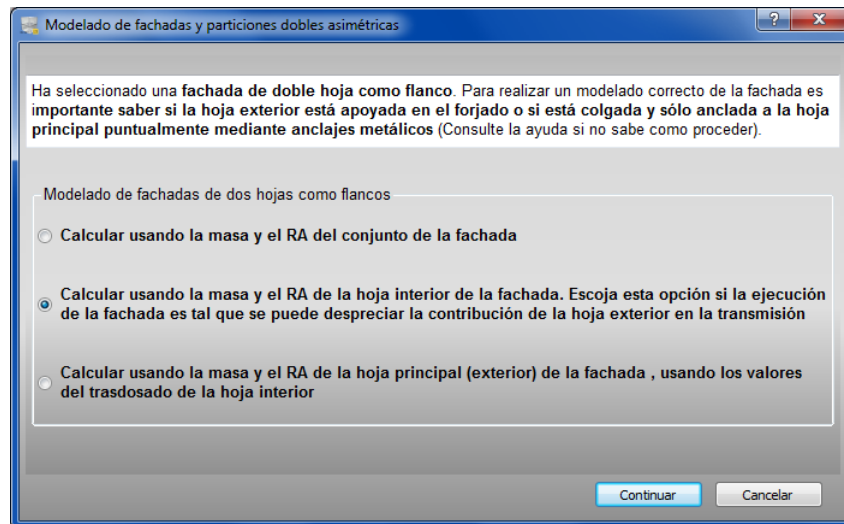 Modelado de fachadas y particiones dobles asimétricas
? X
Ha seleccionado una fachada de doble hoja como flanco. Para realizar un modelado correcto de la fachada es
importante saber si la hoja exterior está apoyada en el forjado o si está colgada y sólo anclada a la hoja
principal puntualmente mediante anclajes metálicos (Consulte la ayuda si no sabe como proceder).
Modelado de fachadas de dos hojas como flancos
Calcular usando la masa y el RA del conjunto de la fachada
Calcular usando la masa y el RA de la hoja interior de la fachada. Escoja esta opción si la ejecución
de la fachada es tal que se puede despreciar la contribución de la hoja exterior en la transmisión
Calcular usando la masa y el RA de la hoja principal (exterior) de la fachada , usando los valores
del trasdosado de la hoja interior
Continuar Cancelar